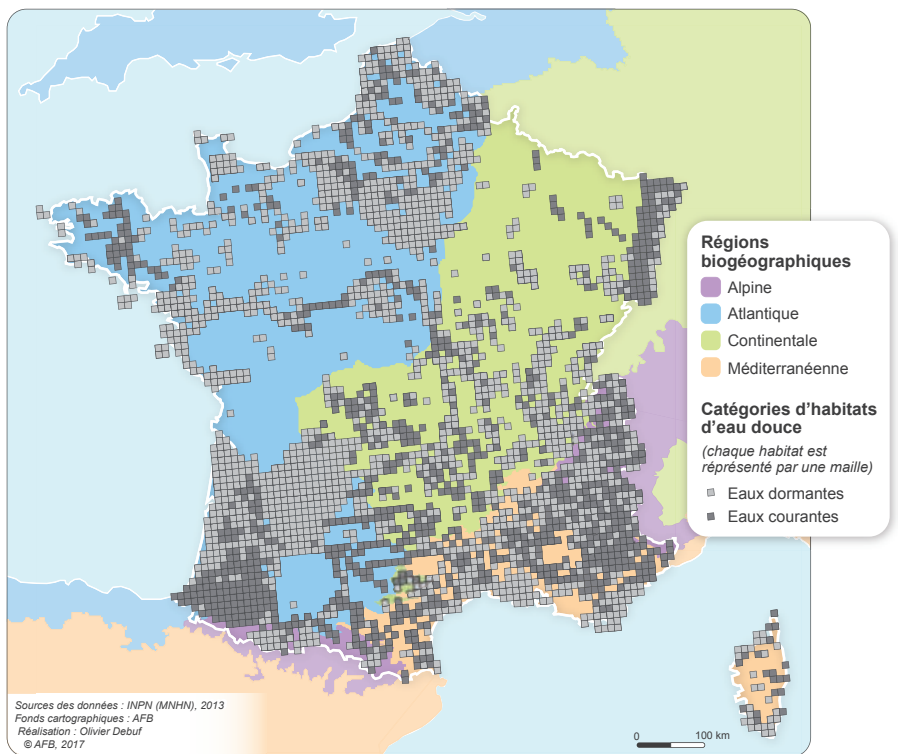 Régions
biogéographiques
Alpine
Atlantique
Continentale
Méditerranéenne
Catégories d'habitats
d'eau douce
(chaque habitat est
réprésenté par une maille)
Eaux dormantes
Eaux courantes
Sources des données : INPN (MNHN), 2013
Fonds cartographiques : AFB
Réalisation : Olivier Debuf
© AFB, 2017
0 100 km